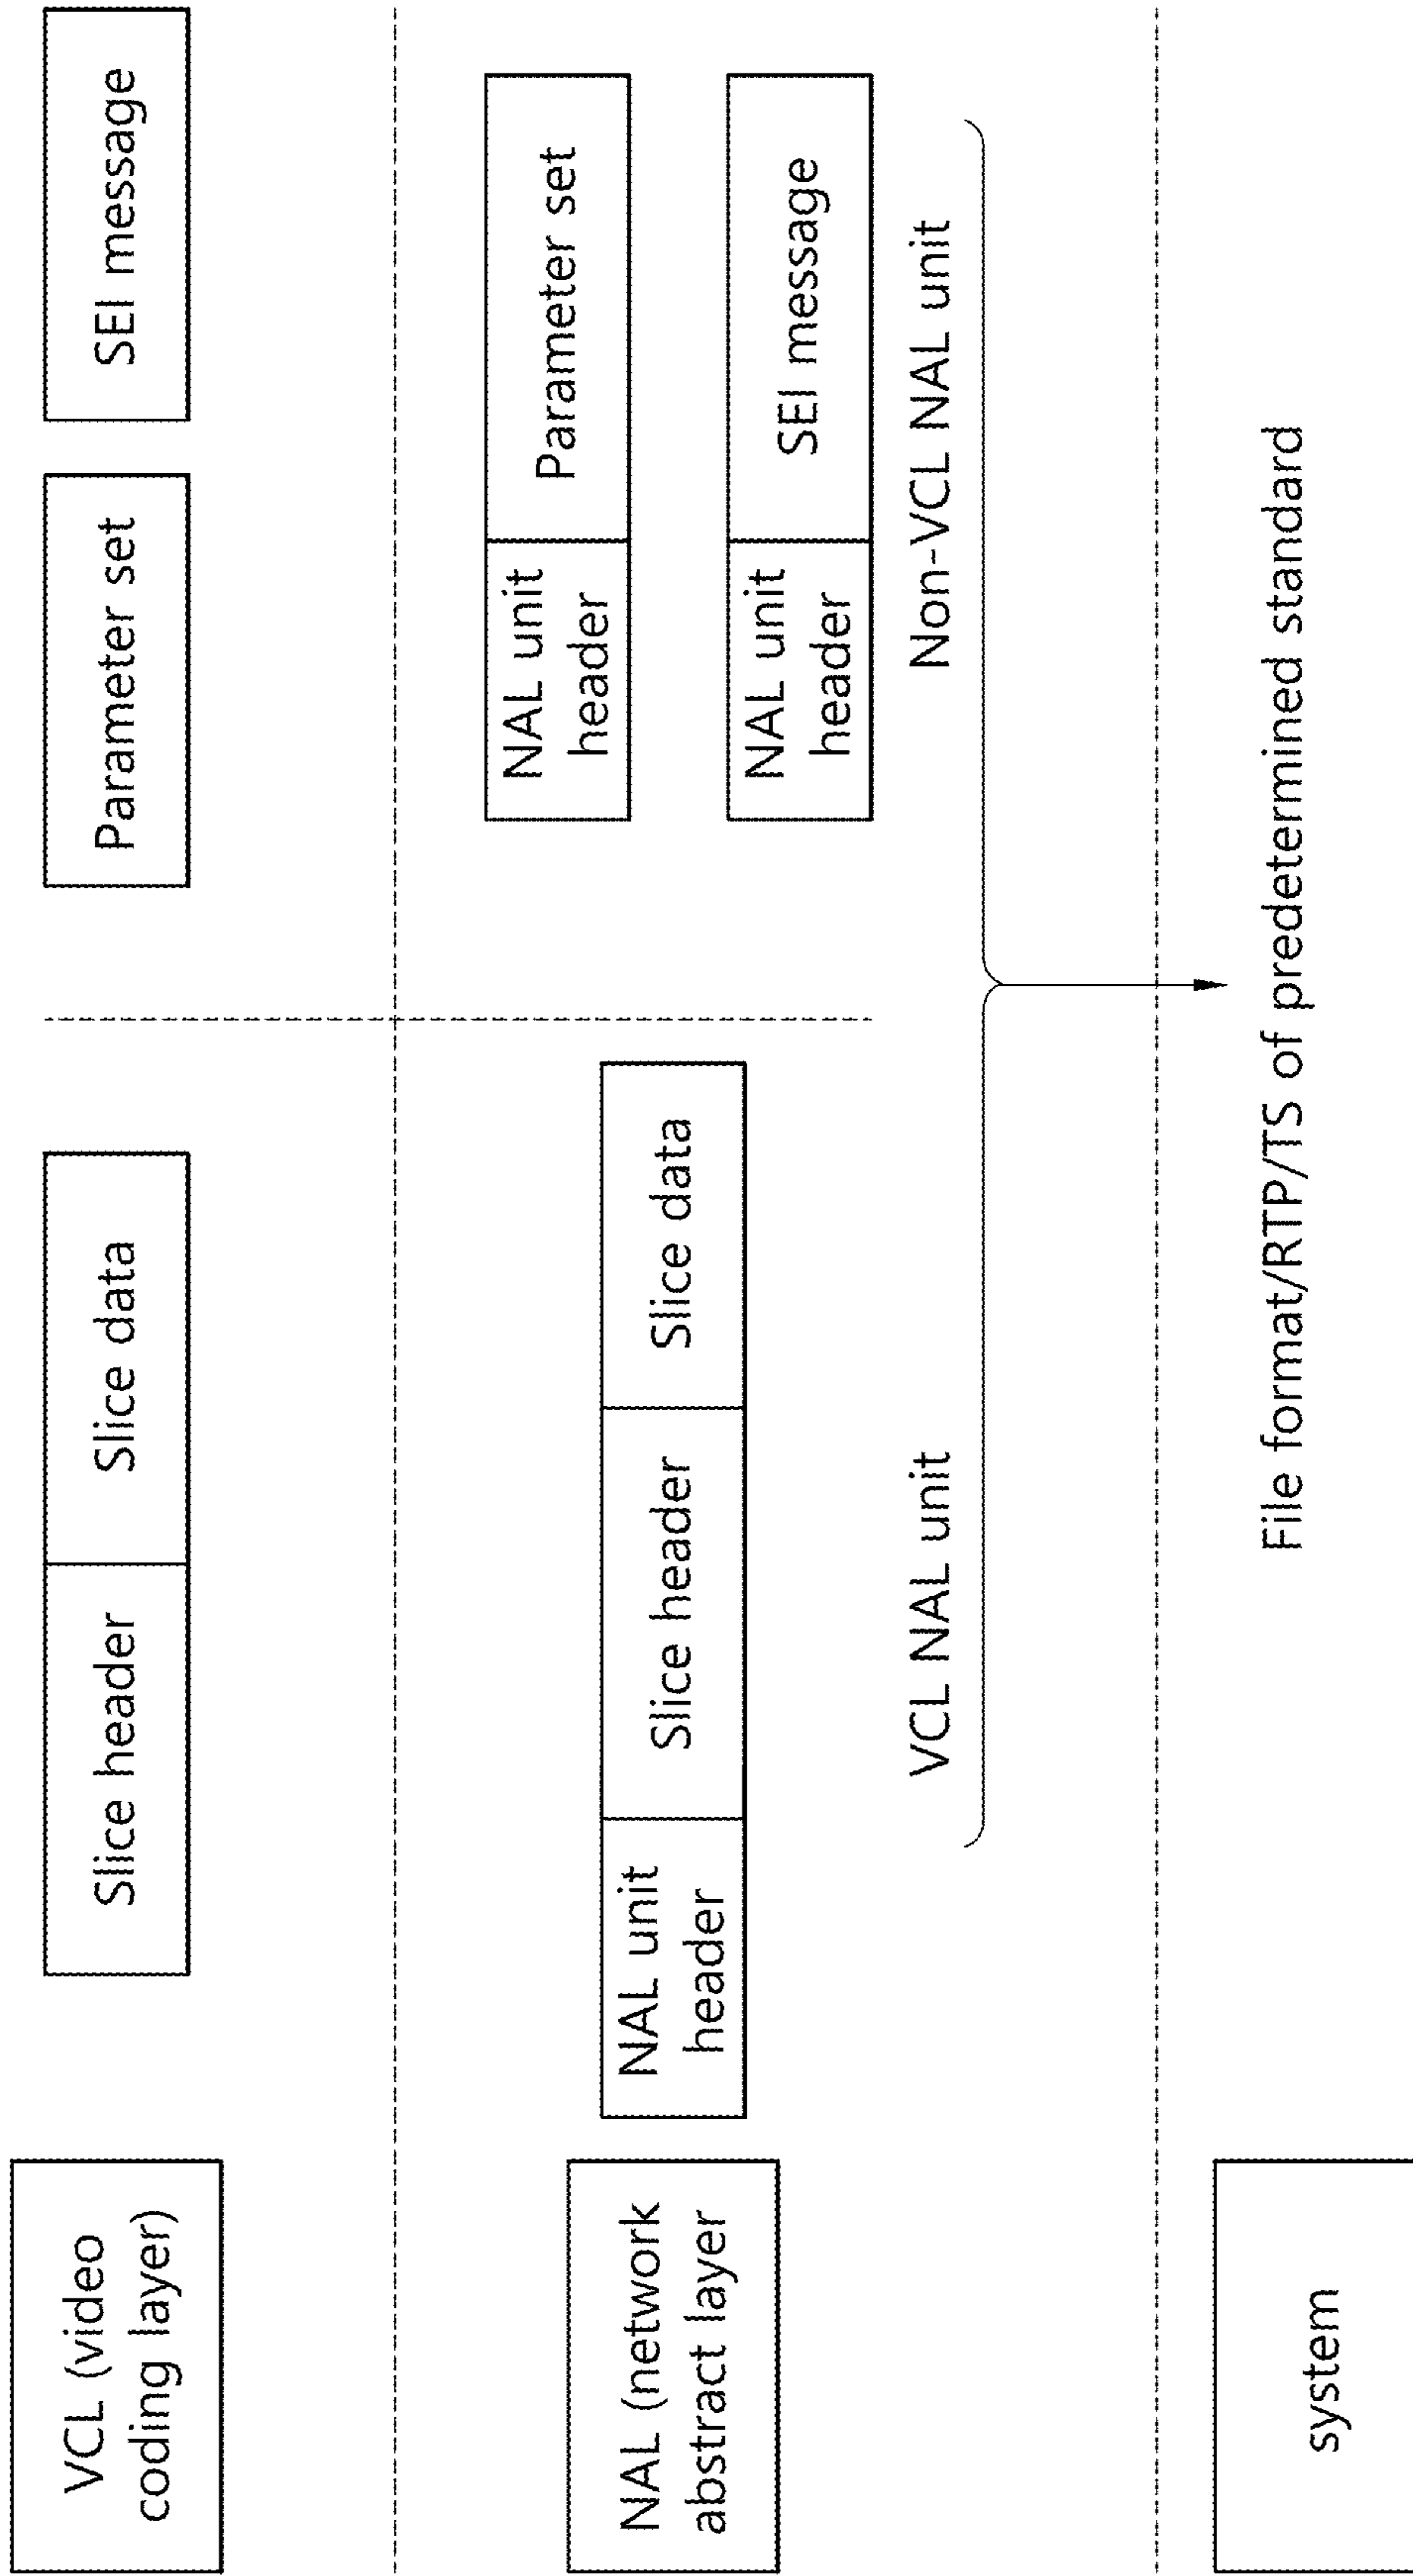 VCL (video
coding layer)
Slice header
Slice data
Parameter set
SEI message
NAL (network
abstract layer
NAL unit
header
Slice header
Slice data
NAL unit
header
Parameter set
NAL unit
header
SEI message
VCL NAL unit
Non-VCL NAL unit
system
File format/RTP/TS of predetermined standard